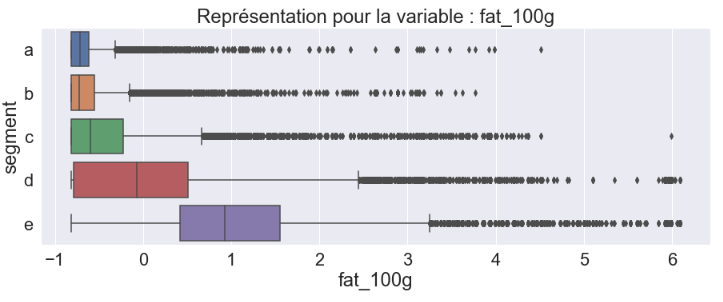 Représentation pour la variable : fat_100g
segment
a
b
c
d
e
−1
0
1
2
3
4
5
6
fat_100g